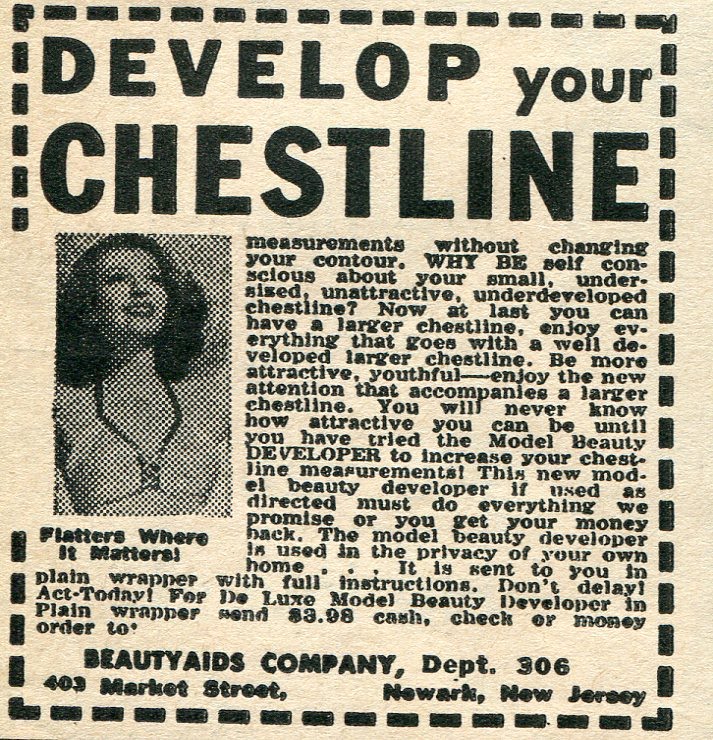 DEVELOP your
CHESTLINE
measurements without changing
your contour. WHY BE self con-
scious about your small, under-
sized, unattractive, underdeveloped
chestline? Now at last you can
have a larger chestline, enjoy ev-
erything that goes with a well de-
veloped larger chestline. Be more
attractive, youthful—enjoy the new
attention that accompanies a larger
chestline. You will never know
how attractive you can be until
you have tried the Model Beauty
DEVELOPER to increase your chest-
line measurements! This new mod-
el beauty developer if used as
directed must do everything we
promise or you get your money
back. The model beauty developer
is used in the privacy of your own
home . . . It is sent to you in
Flatters Where
It Matters!
plain wrapper with full instructions. Don't delay!
Act-Today! For De Luxe Model Beauty Developer in
Plain wrapper send $3.98 cash, check or money
order to·
BEAUTYAIDS COMPANY, Dept. 306
403 Market Street, Newark, New Jersey